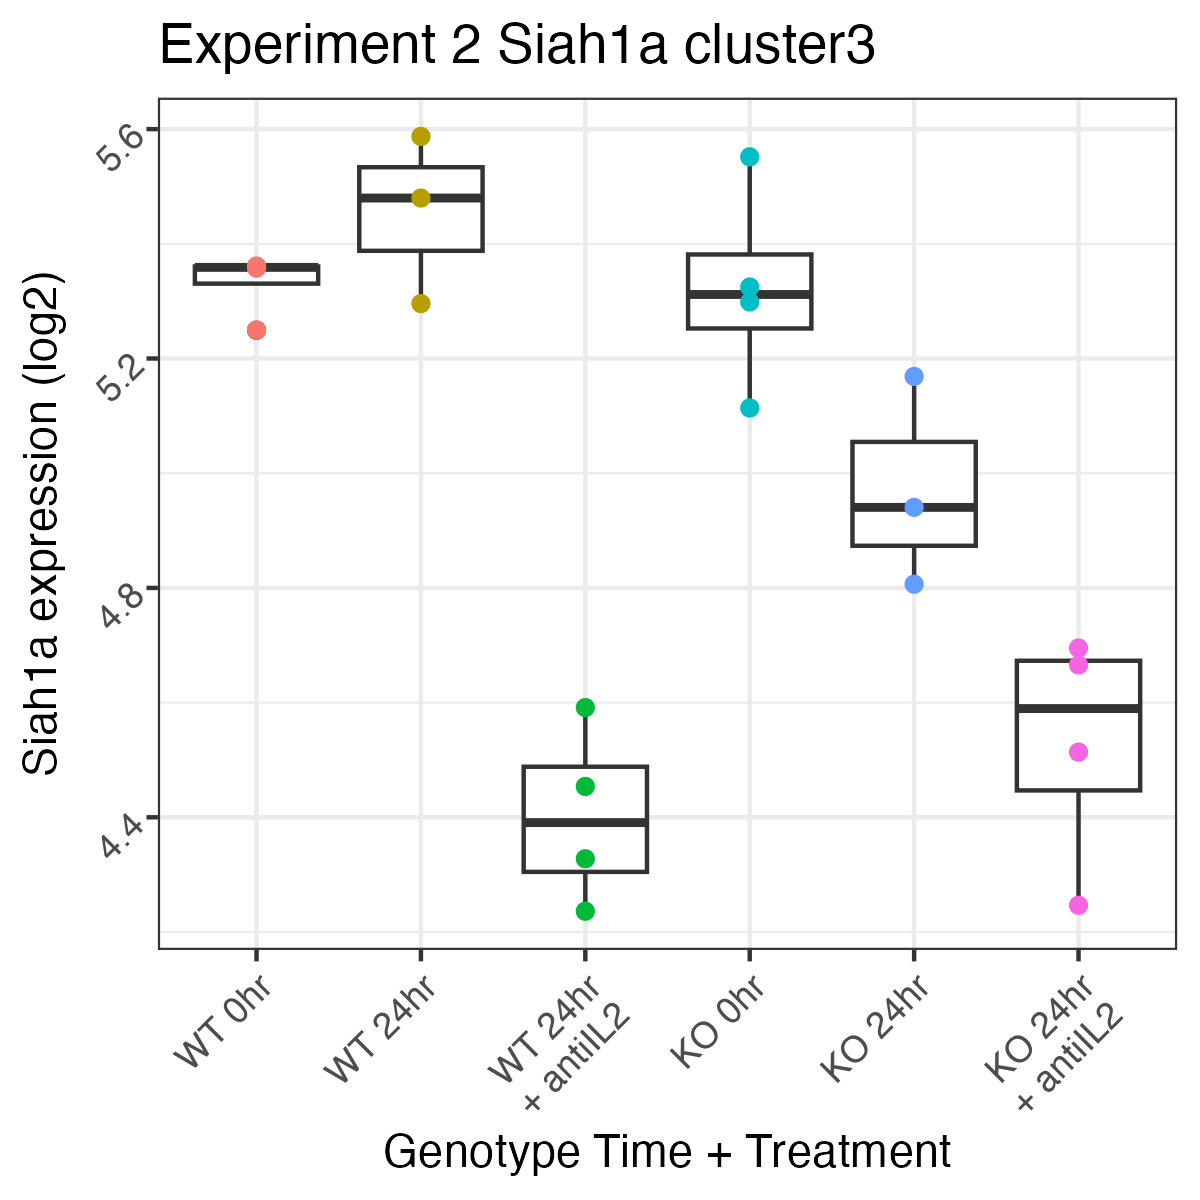 Experiment 2 Siah1a cluster3
Siah1a expression (log2)
5.6
5.2
4.8
4.4
WT 0hr
WT 24hr
WT 24hr
+ antiIL2
KO 0hr
KO 24hr
KO 24hr
+ antiIL2
Genotype Time + Treatment